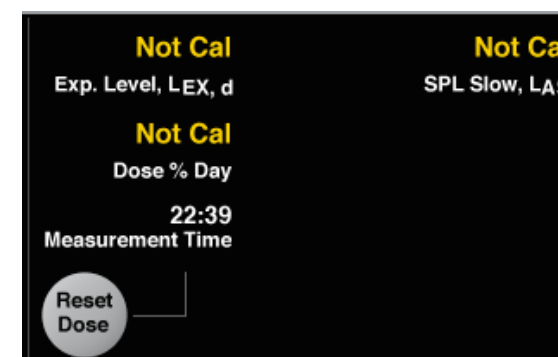 Not Cal
Exp. Level, LEX, d
Not Cal
Dose % Day
22:39
Measurement Time
Reset
Dose
Not Ca
SPL Slow, LA